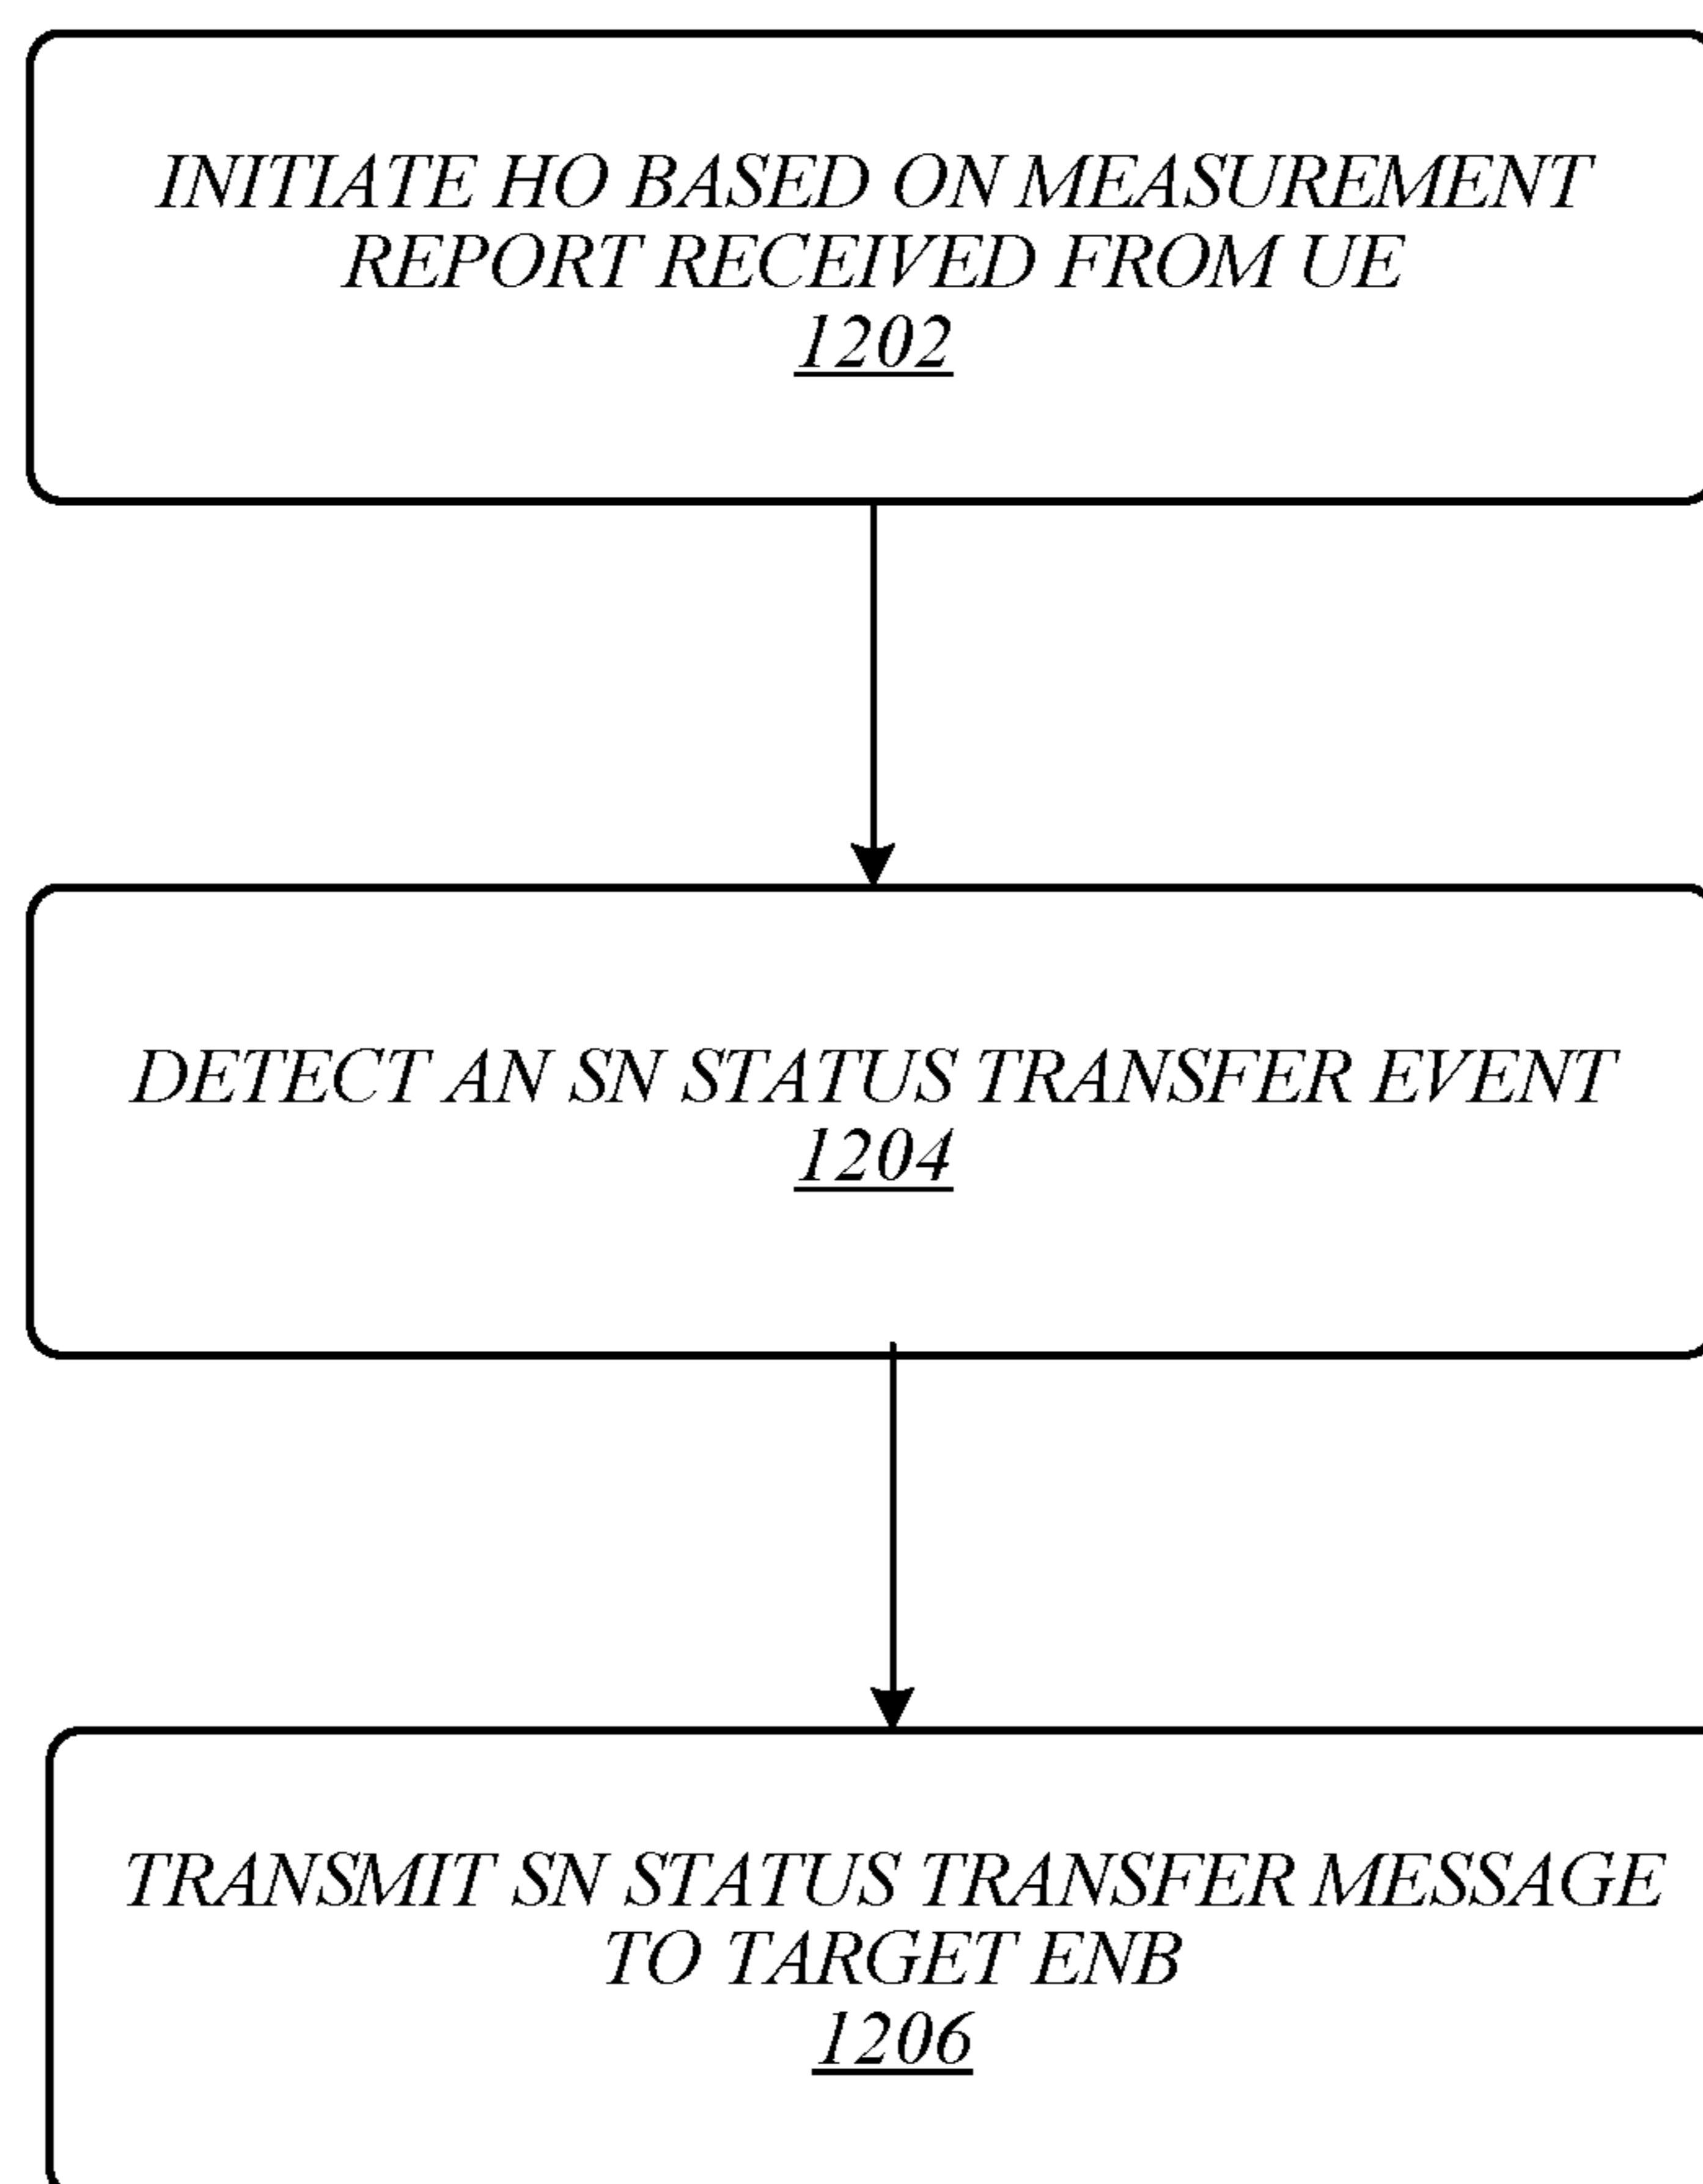 INITIATE HO BASED ON MEASUREMENT
REPORT RECEIVED FROM UE
1202
DETECT AN SN STATUS TRANSFER EVENT
1204
TRANSMIT SN STATUS TRANSFER MESSAGE
TO TARGET ENB
1206